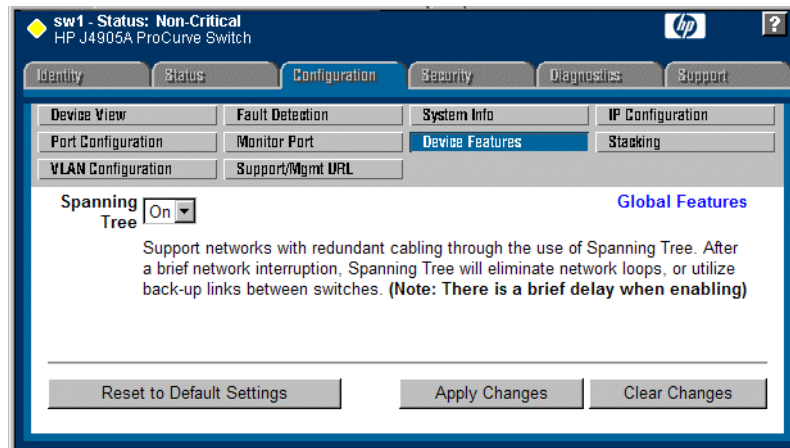 sw1 - Status: Non-Critical
HP J4905A ProCurve Switch
hp
?
Identity Status Configuration Security Diagnostics Support
Device View Fault Detection System Info IP Configuration
Port Configuration Monitor Port Device Features Stacking
VLAN Configuration Support/Mgmt URL
Spanning Tree On Global Features
Support networks with redundant cabling through the use of Spanning Tree. After
a brief network interruption, Spanning Tree will eliminate network loops, or utilize
back-up links between switches. (Note: There is a brief delay when enabling)
Reset to Default Settings Apply Changes Clear Changes